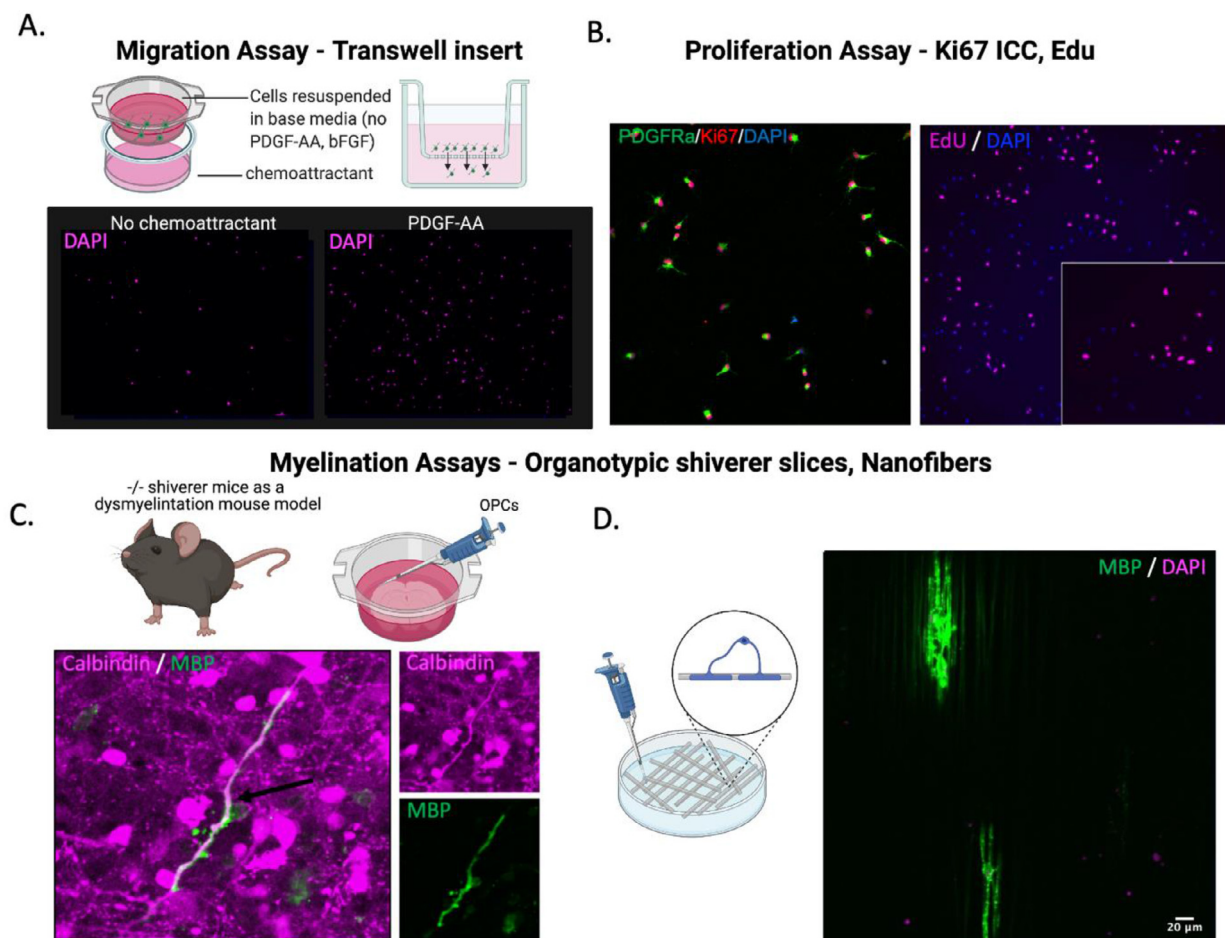 A.
Migration Assay - Transwell insert
Cells resuspended
in base media (no
PDGF-AA, bFGF)
chemoattractant
No chemoattractant
DAPI
PDGF-AA
DAPI
B.
Proliferation Assay - Ki67 ICC, Edu
PDGFRa/Ki67/DAPI
EdU / DAPI
Myelination Assays - Organotypic shiverer slices, Nanofibers
C.
-/- shiverer mice as a
dysmyelintation mouse model
OPCs
Calbindin / MBP
Calbindin
MBP
D.
MBP / DAPI
20 µm